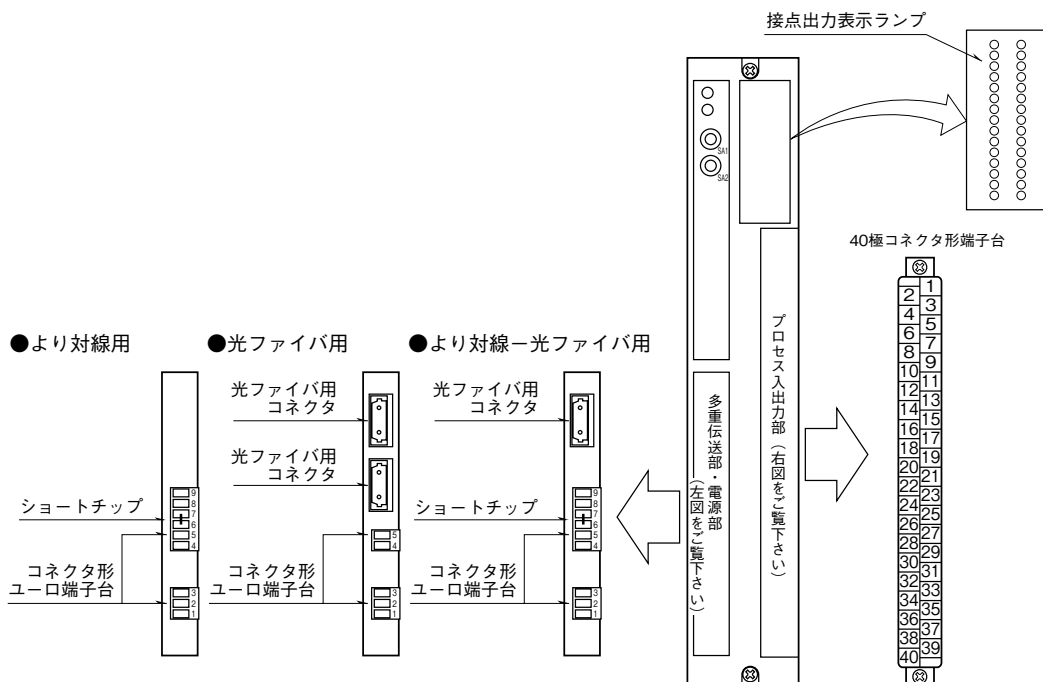 接点出力表示ランプ
SA1
SA2
40極コネクタ形端子台
●より対線用
●光ファイバ用
●より対線－光ファイバ用
光ファイバ用
コネクタ
光ファイバ用
コネクタ
ショートチップ
コネクタ形
ユーロ端子台
9
8
7
6
5
4
3
2
1
コネクタ形
ユーロ端子台
5
4
3
2
1
光ファイバ用
コネクタ
ショートチップ
コネクタ形
ユーロ端子台
9
8
7
6
5
4
3
2
1
多重伝送部・電源部
（左図をご覧下さい）
プロセス入出力部（右図をご覧下さい）
1
2
3
4
5
6
7
8
9
10
11
12
13
14
15
16
17
18
19
20
21
22
23
24
25
26
27
28
29
30
31
32
33
34
35
36
37
38
39
40